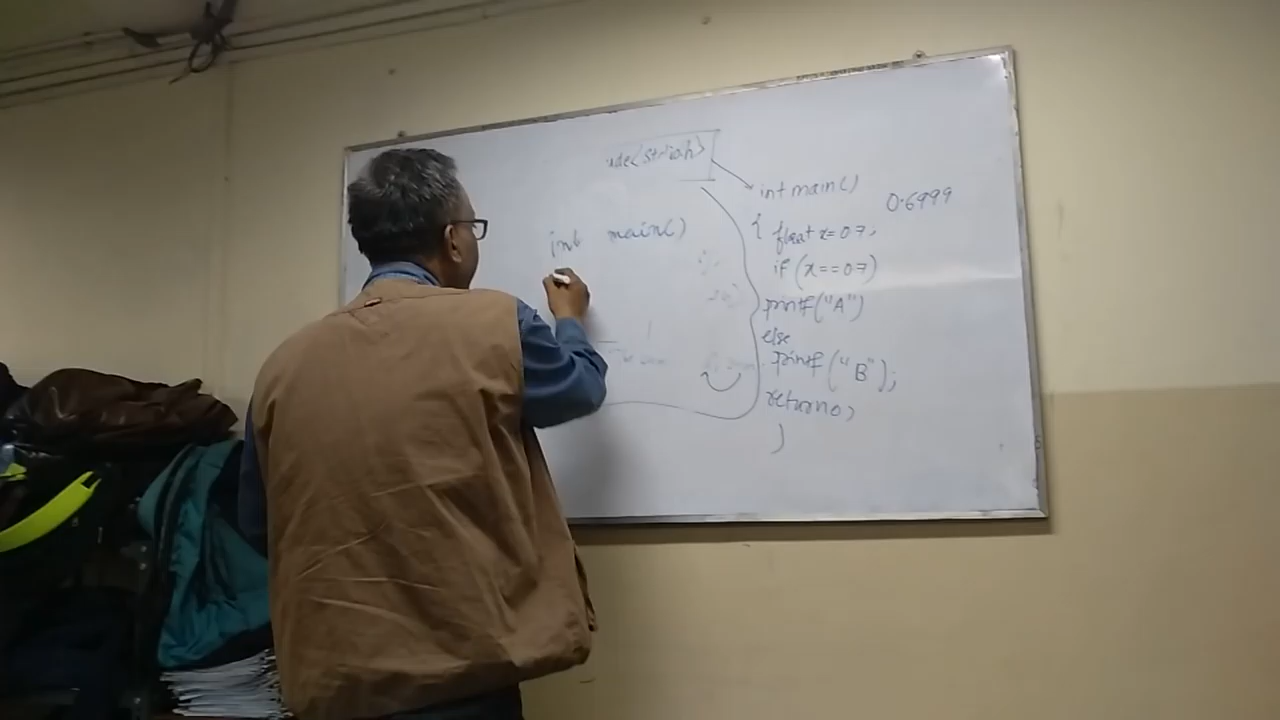 ude<stdio.h>
int main()
int main()
0.6999
{ float x=0.7;
if (x==0.7)
printf("A")
else
printf("B");
return 0;
}